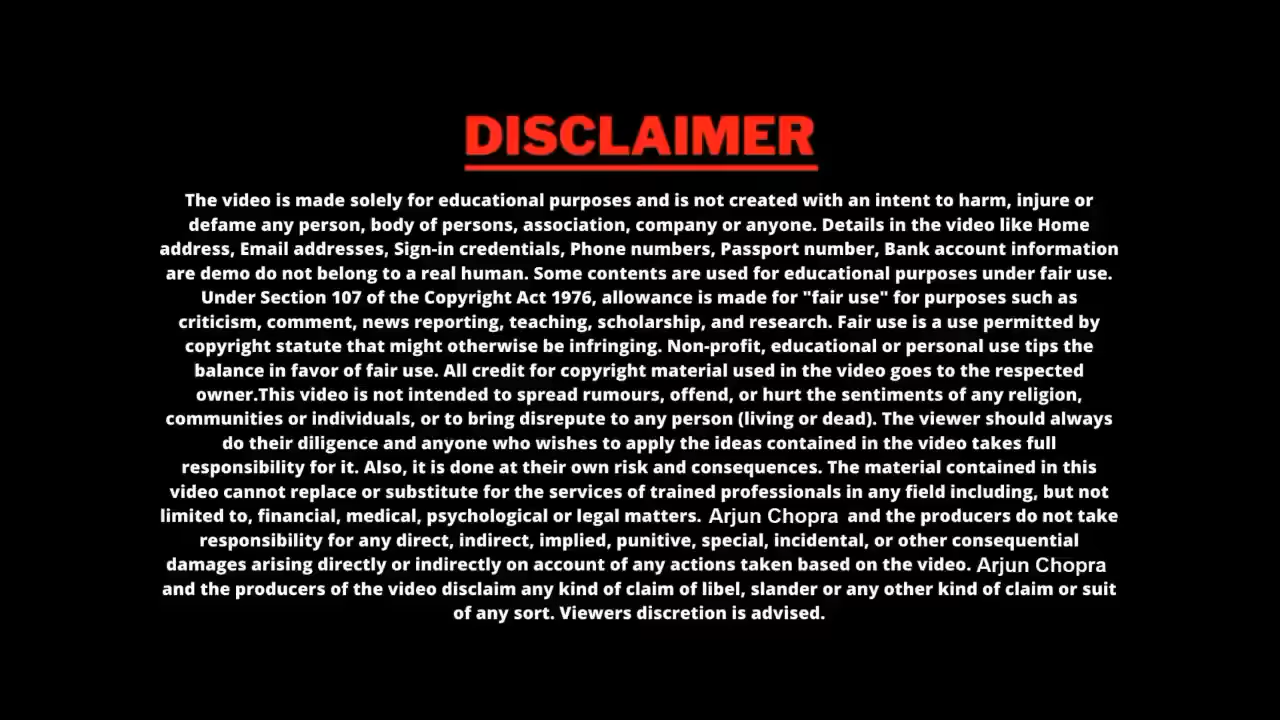 DISCLAIMER
The video is made solely for educational purposes and is not created with an intent to harm, injure or
defame any person, body of persons, association, company or anyone. Details in the video like Home
address, Email addresses, Sign-in credentials, Phone numbers, Passport number, Bank account information
are demo do not belong to a real human. Some contents are used for educational purposes under fair use.
Under Section 107 of the Copyright Act 1976, allowance is made for "fair use" for purposes such as
criticism, comment, news reporting, teaching, scholarship, and research. Fair use is a use permitted by
copyright statute that might otherwise be infringing. Non-profit, educational or personal use tips the
balance in favor of fair use. All credit for copyright material used in the video goes to the respected
owner.This video is not intended to spread rumours, offend, or hurt the sentiments of any religion,
communities or individuals, or to bring disrepute to any person (living or dead). The viewer should always
do their diligence and anyone who wishes to apply the ideas contained in the video takes full
responsibility for it. Also, it is done at their own risk and consequences. The material contained in this
video cannot replace or substitute for the services of trained professionals in any field including, but not
limited to, financial, medical, psychological or legal matters. Arjun Chopra and the producers do not take
responsibility for any direct, indirect, implied, punitive, special, incidental, or other consequential
damages arising directly or indirectly on account of any actions taken based on the video. Arjun Chopra
and the producers of the video disclaim any kind of claim of libel, slander or any other kind of claim or suit
of any sort. Viewers discretion is advised.